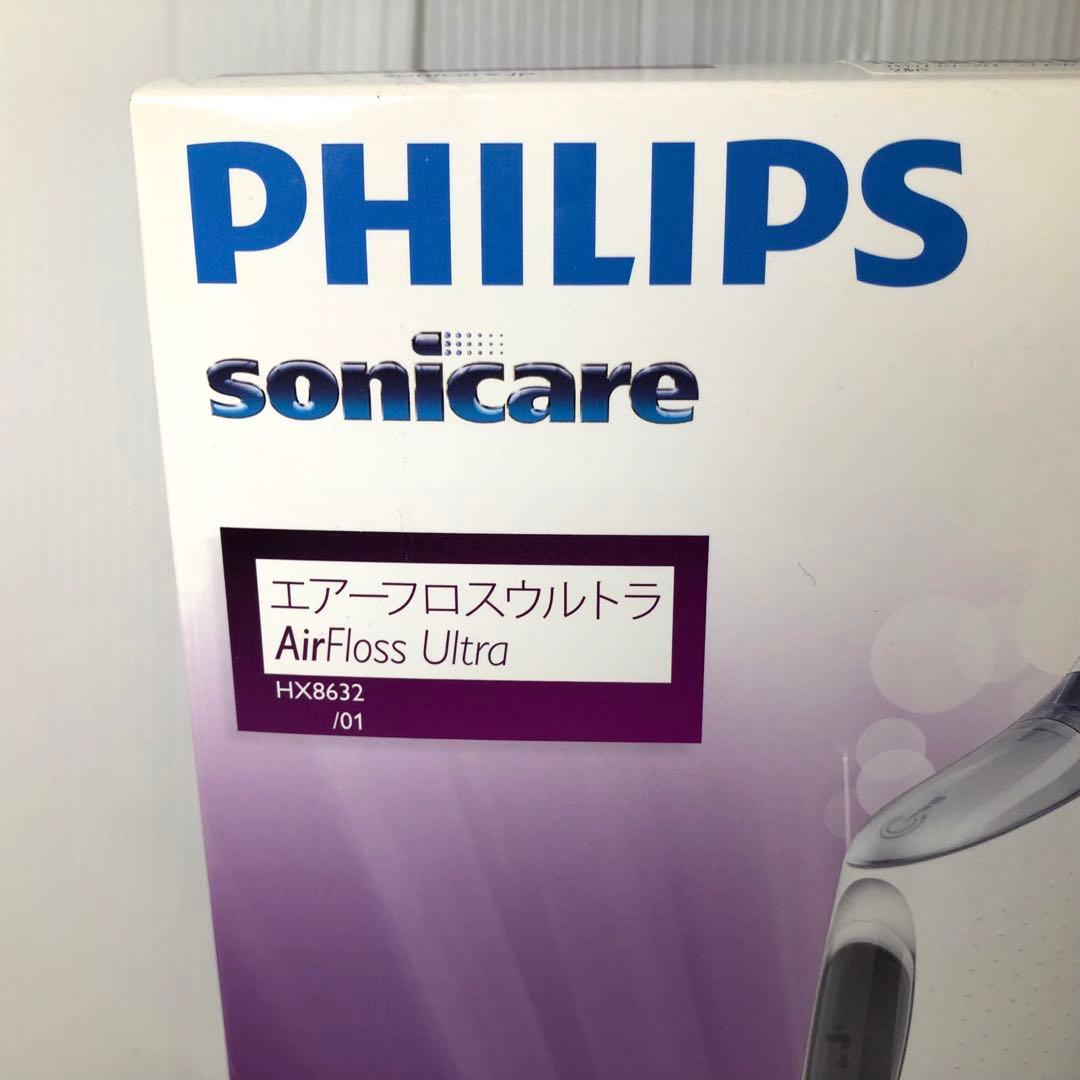 PHILIPS
sonicare
エアーフロスウルトラ
AirFloss Ultra
HX8632
/01